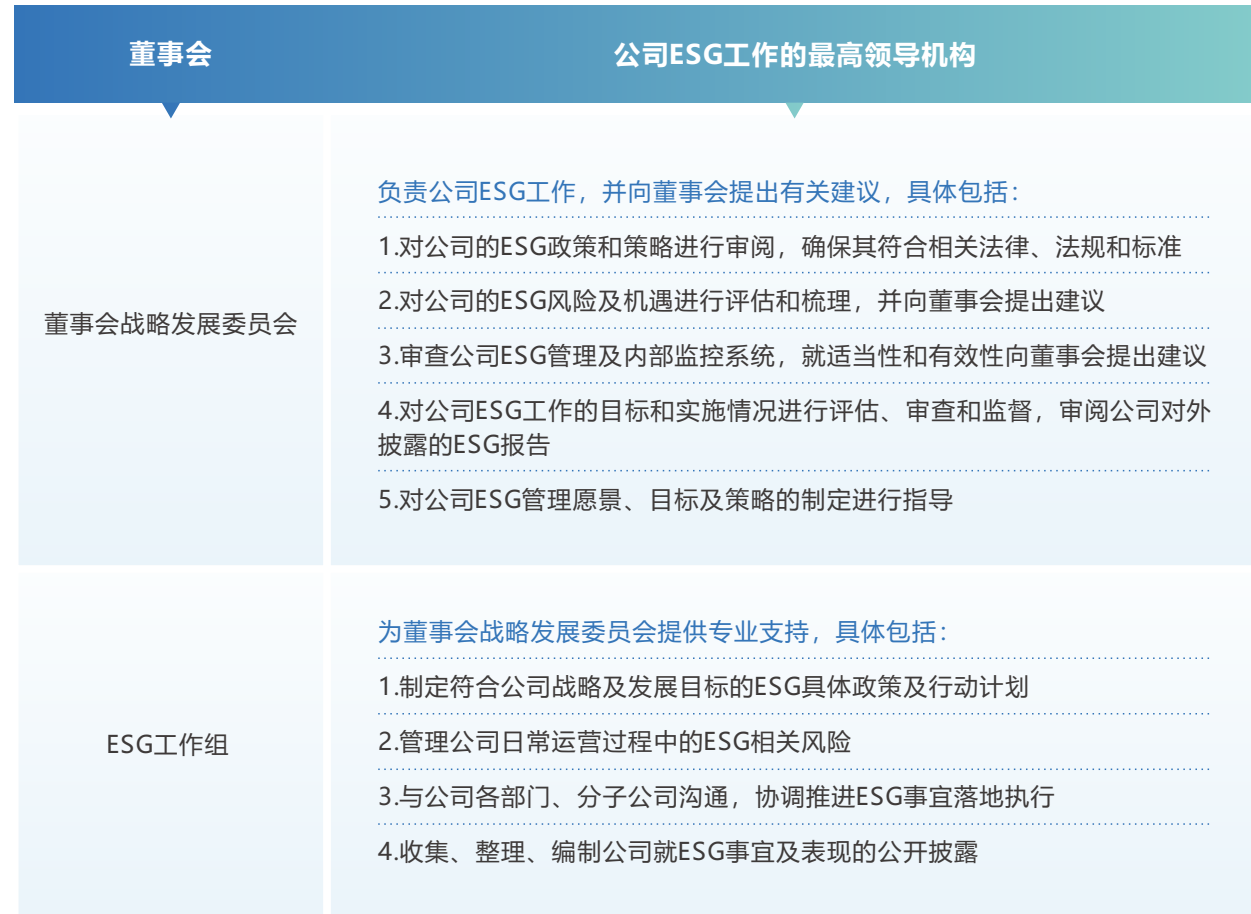 董事会
公司ESG工作的最高领导机构
董事会战略发展委员会
负责公司ESG工作，并向董事会提出有关建议，具体包括：
1.对公司的ESG政策和策略进行审阅，确保其符合相关法律、法规和标准
2.对公司的ESG风险及机遇进行评估和梳理，并向董事会提出建议
3.审查公司ESG管理及内部监控系统，就适当性和有效性向董事会提出建议
4.对公司ESG工作的目标和实施情况进行评估、审查和监督，审阅公司对外
披露的ESG报告
5.对公司ESG管理愿景、目标及策略的制定进行指导
ESG工作组
为董事会战略发展委员会提供专业支持，具体包括：
1.制定符合公司战略及发展目标的ESG具体政策及行动计划
2.管理公司日常运营过程中的ESG相关风险
3.与公司各部门、分子公司沟通，协调推进ESG事宜落地执行
4.收集、整理、编制公司就ESG事宜及表现的公开披露